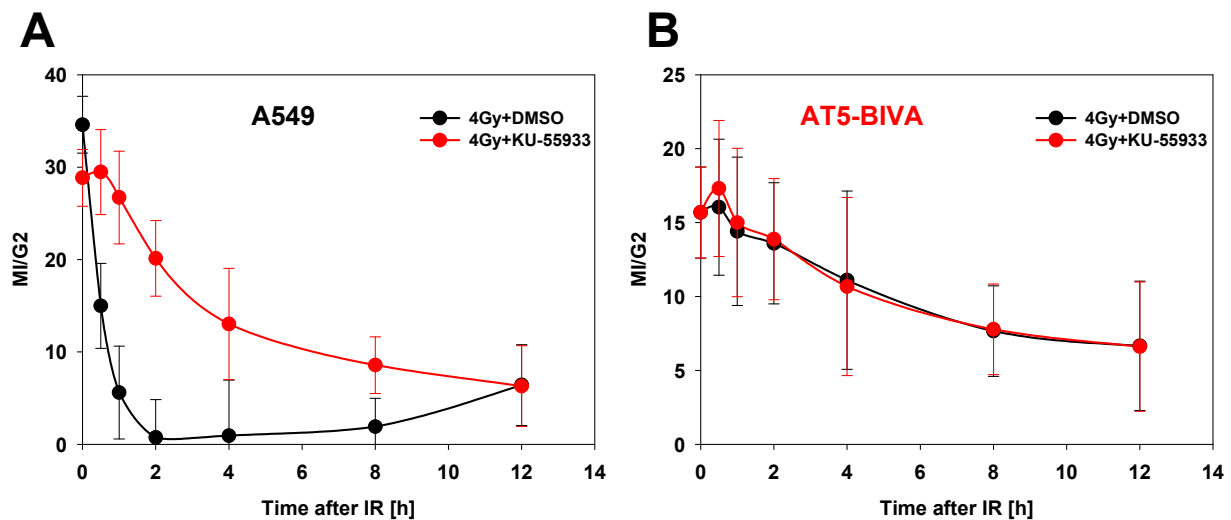 A
B
A549
4Gy+DMSO
4Gy+KU-55933
MI/G2
40
30
20
10
0
0 2 4 6 8 10 12 14
Time after IR [h]
AT5-BIVA
4Gy+DMSO
4Gy+KU-55933
MI/G2
25
20
15
10
5
0
0 2 4 6 8 10 12 14
Time after IR [h]